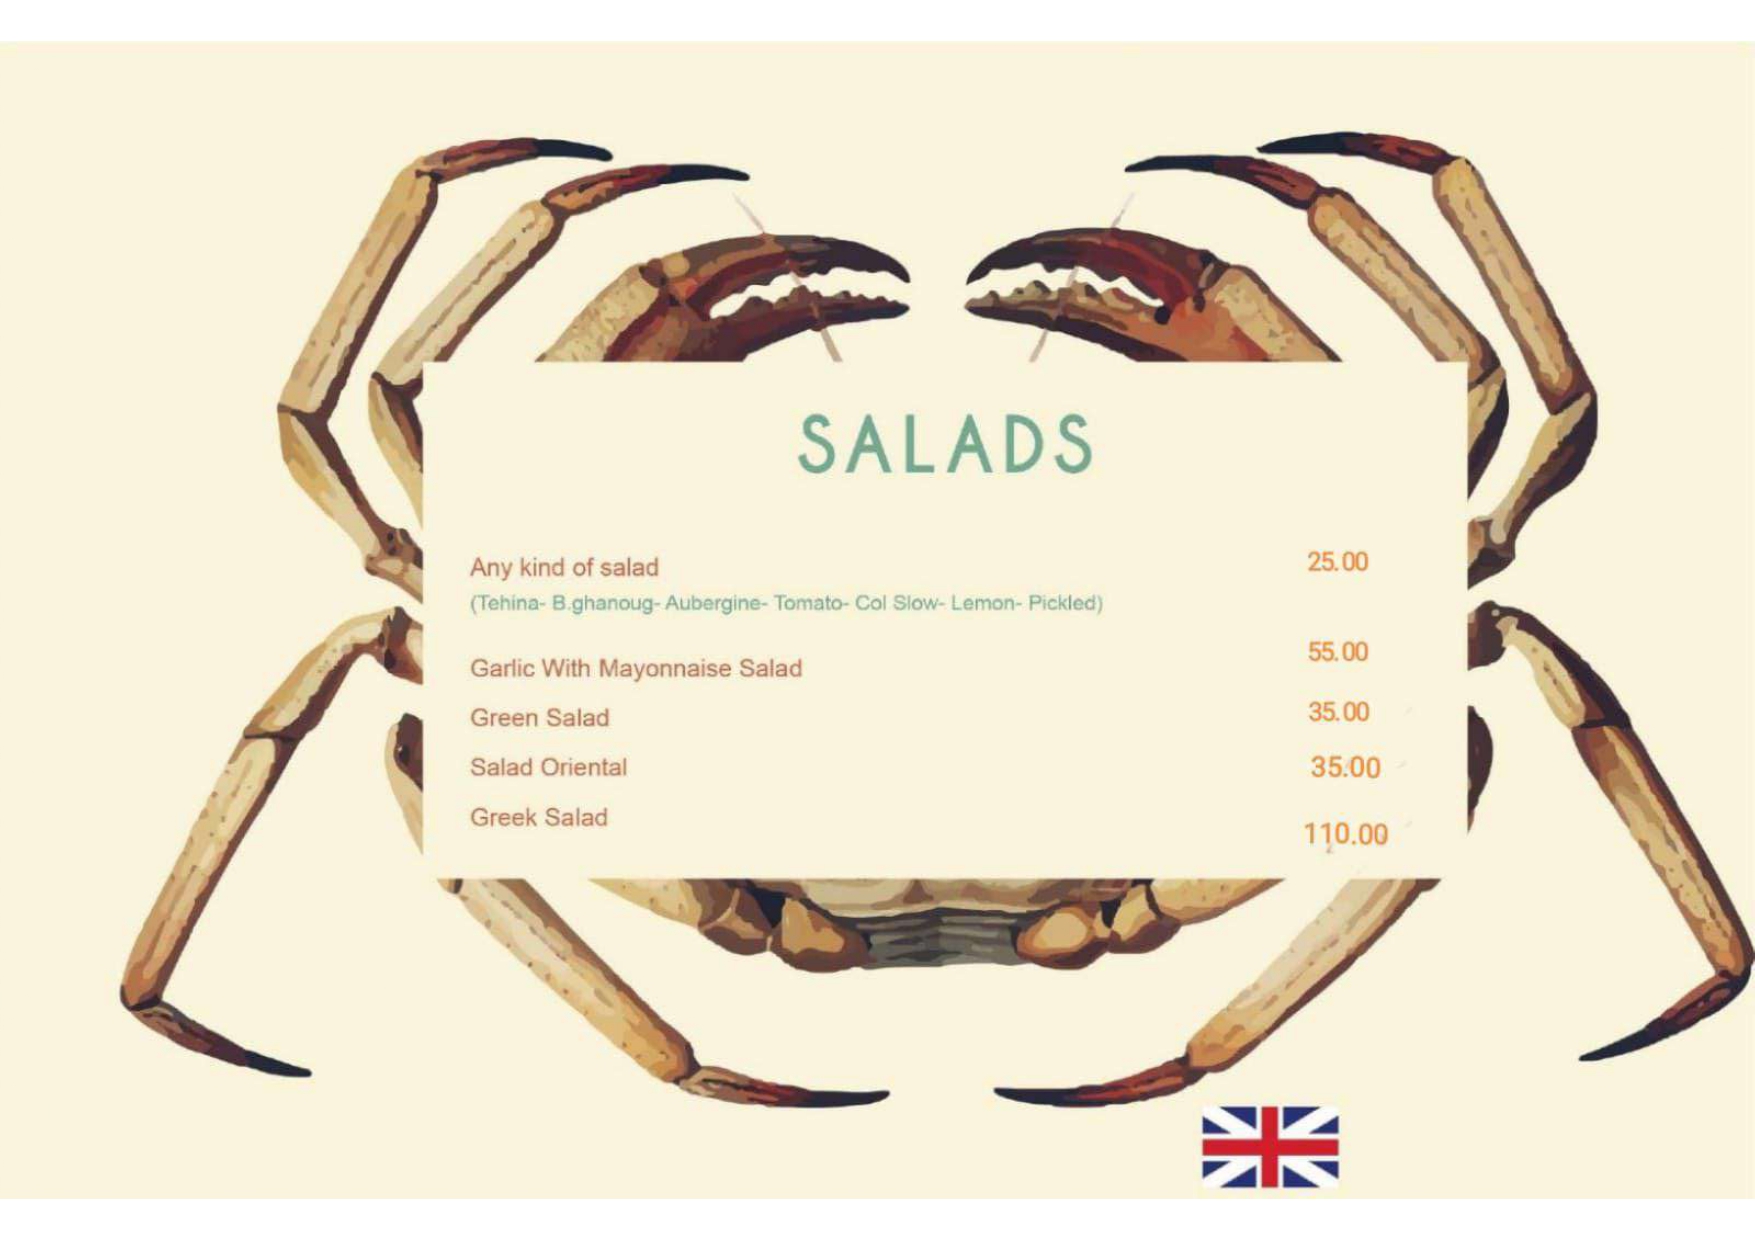 SALADS
Any kind of salad 25.00
(Tehina- B.ghanoug- Aubergine- Tomato- Col Slow- Lemon- Pickled)
Garlic With Mayonnaise Salad 55.00
Green Salad 35.00
Salad Oriental 35.00
Greek Salad 110.00